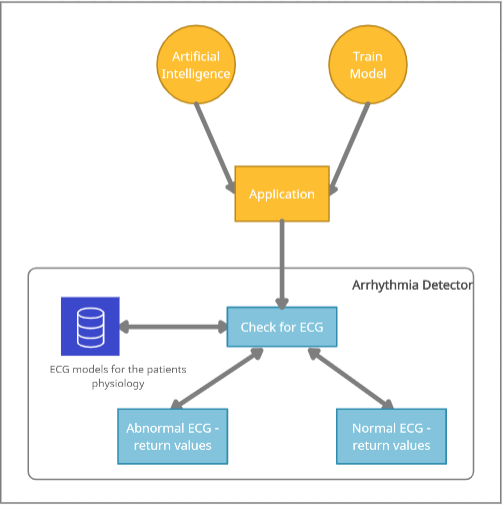 Artificial
Intelligence
Train
Model
Application
Arrhythmia Detector
Check for ECG
ECG models for the patients
physiology
Abnormal ECG -
return values
Normal ECG -
return values